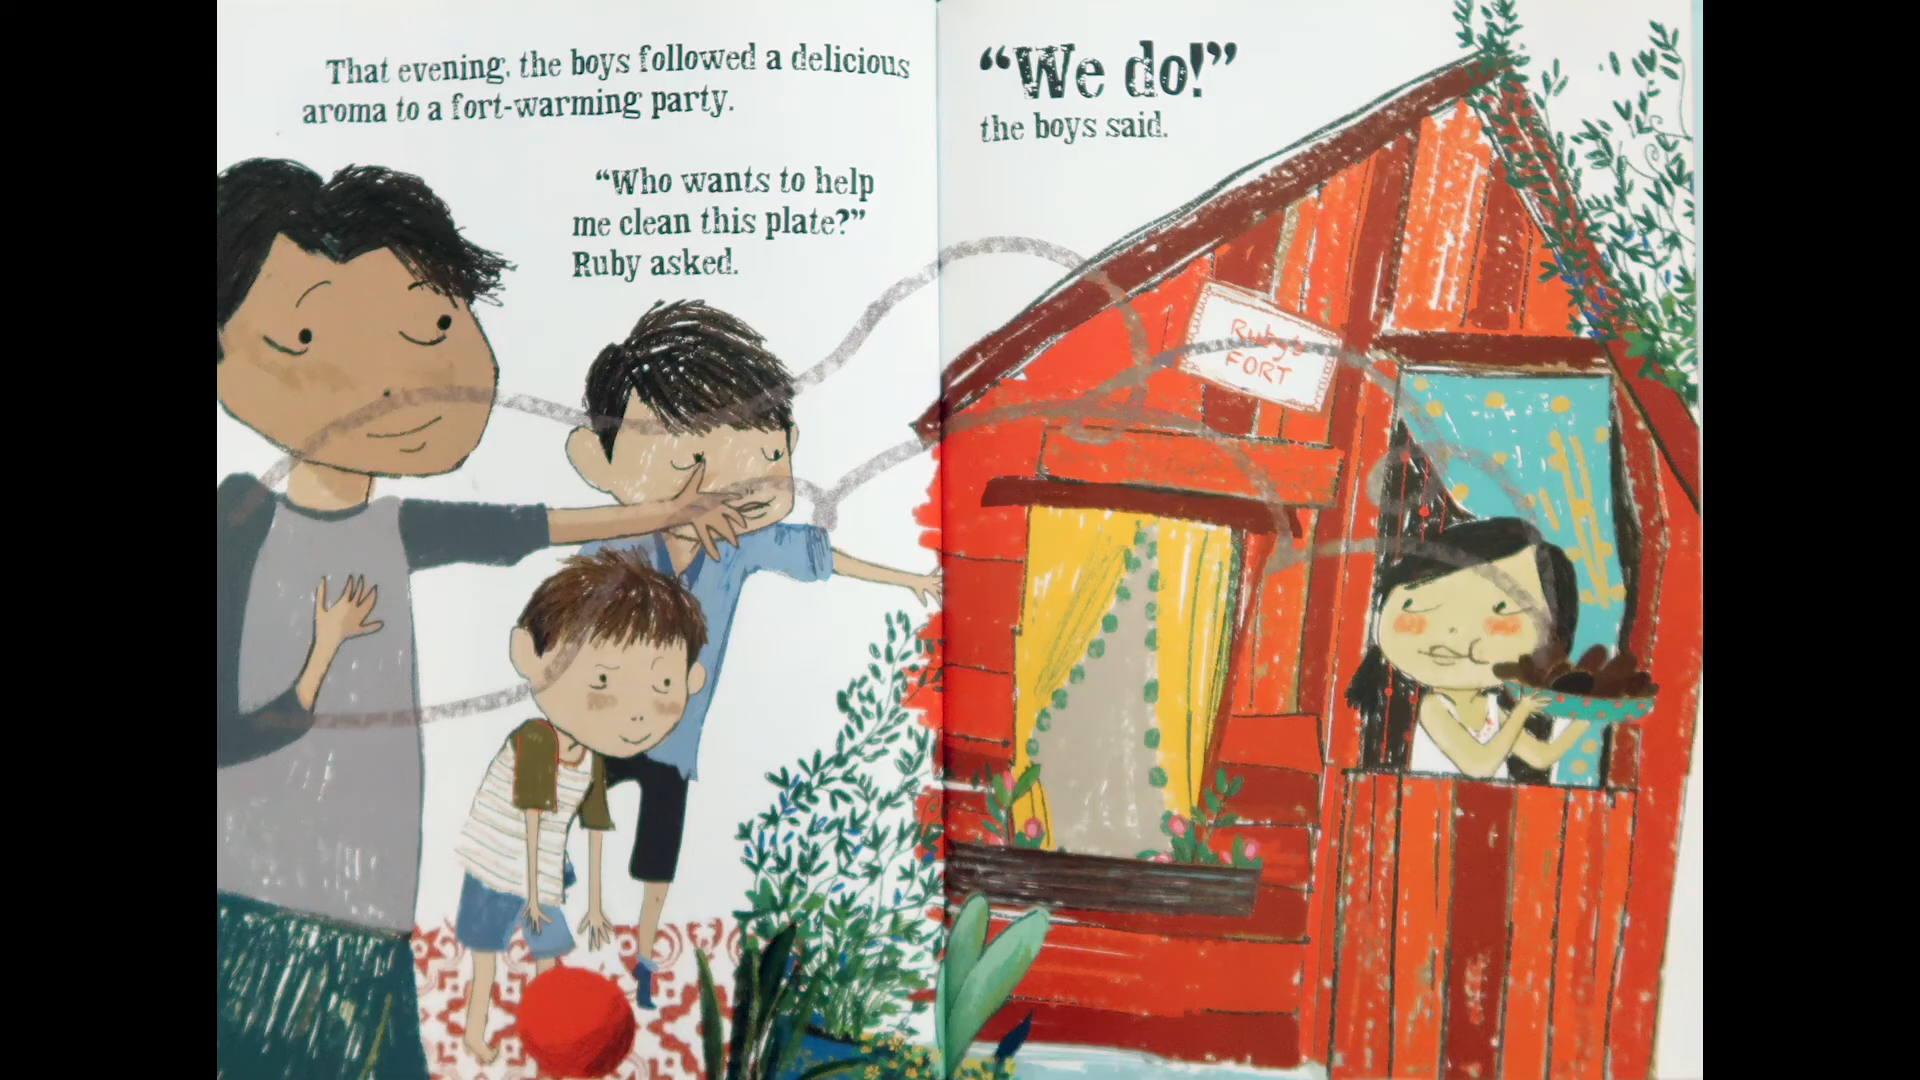 That evening, the boys followed a delicious
aroma to a fort-warming party.
“Who wants to help
me clean this plate?”
Ruby asked.
“We do!”
the boys said.
Ruby's
FORT